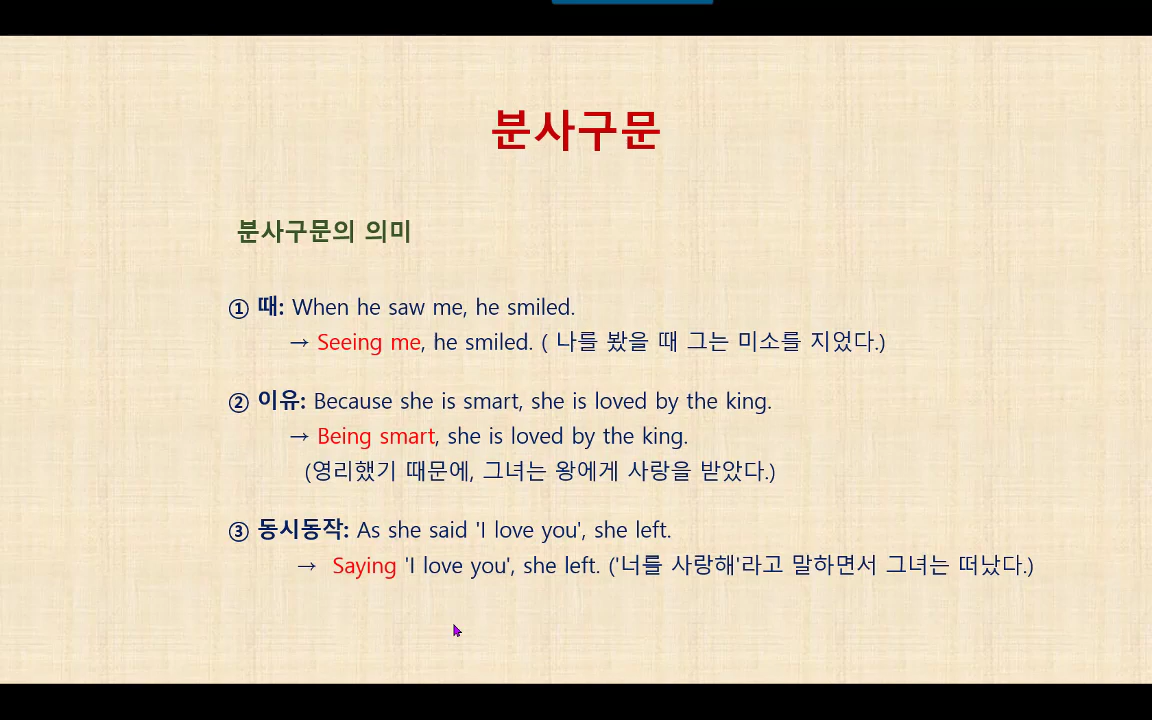 분사구문
분사구문의 의미
① 때: When he saw me, he smiled.
→ Seeing me, he smiled. ( 나를 봤을 때 그는 미소를 지었다.)
② 이유: Because she is smart, she is loved by the king.
→ Being smart, she is loved by the king.
(영리했기 때문에, 그녀는 왕에게 사랑을 받았다.)
③ 동시동작: As she said 'I love you', she left.
→ Saying 'I love you', she left. ('너를 사랑해'라고 말하면서 그녀는 떠났다.)